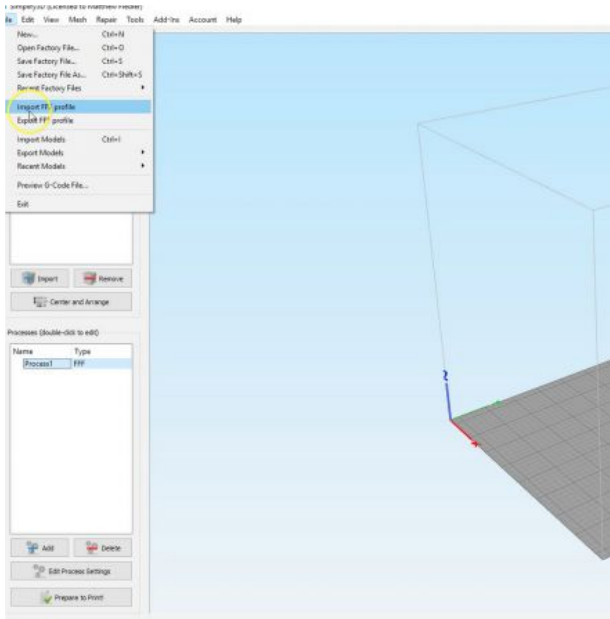 Simplify3D (Licensed to Matthew Fiedler)
le Edit View Mesh Repair Tools Add-Ins Account Help
New... Ctrl+N
Open Factory File... Ctrl+O
Save Factory File... Ctrl+S
Save Factory File As... Ctrl+Shift+S
Recent Factory Files
Import FFF profile
Export FFF profile
Import Models Ctrl+I
Export Models
Recent Models
Preview G-Code File...
Exit
Import Remove
Center and Arrange
Processes (double-click to edit)
Name Type
Process1 FFF
Add Delete
Edit Process Settings
Prepare to Print!